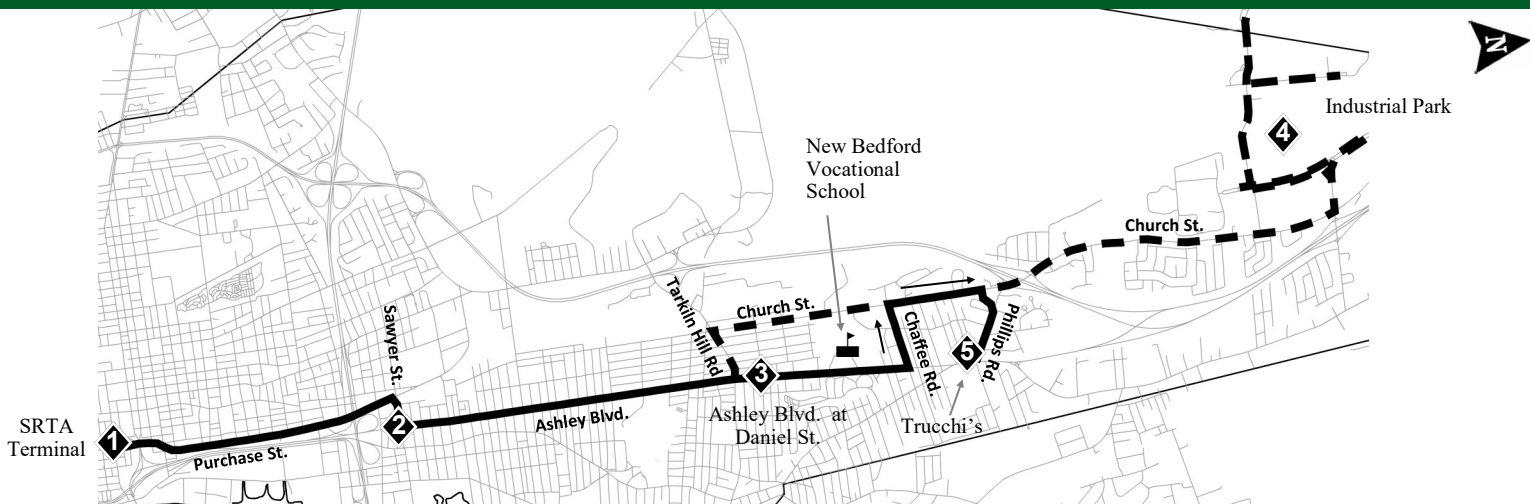 N
Industrial Park
4
New Bedford
Vocational
School
Church St.
Tarkiln Hill Rd
Church St.
Sawyer St.
Chaffee Rd.
Phillips Rd.
5
3
Ashley Blvd. at
Daniel St.
Trucchi’s
Ashley Blvd.
2
SRTA
Terminal
1
Purchase St.